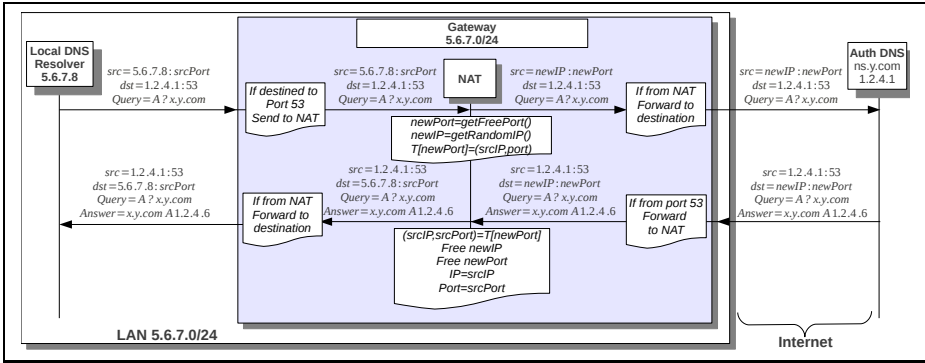 Gateway
5.6.7.0/24
Local DNS
Resolver
5.6.7.8
NAT
Auth DNS
ns.y.com
1.2.4.1
src=5.6.7.8:srcPort
dst=1.2.4.1:53
Query=A? x.y.com
If destined to
Port 53
Send to NAT
src=5.6.7.8:srcPort
dst=1.2.4.1:53
Query=A? x.y.com
src=newIP:newPort
dst=1.2.4.1:53
Query=A? x.y.com
If from NAT
Forward to
destination
src=newIP:newPort
dst=1.2.4.1:53
Query=A? x.y.com
newPort=getFreePort()
newIP=getRandomIP()
T[newPort]=(srcIP,port)
src=1.2.4.1:53
dst=5.6.7.8:srcPort
Query=A? x.y.com
Answer=x.y.com A1.2.4.6
If from NAT
Forward to
destination
src=1.2.4.1:53
dst=5.6.7.8:srcPort
Query=A? x.y.com
Answer=x.y.com A1.2.4.6
src=1.2.4.1:53
dst=newIP:newPort
Query=A? x.y.com
Answer=x.y.com A1.2.4.6
If from port 53
Forward
to NAT
src=1.2.4.1:53
dst=newIP:newPort
Query=A? x.y.com
Answer=x.y.com A1.2.4.6
(srcIP,srcPort)=T[newPort]
Free newIP
Free newPort
IP=srcIP
Port=srcPort
LAN 5.6.7.0/24
Internet